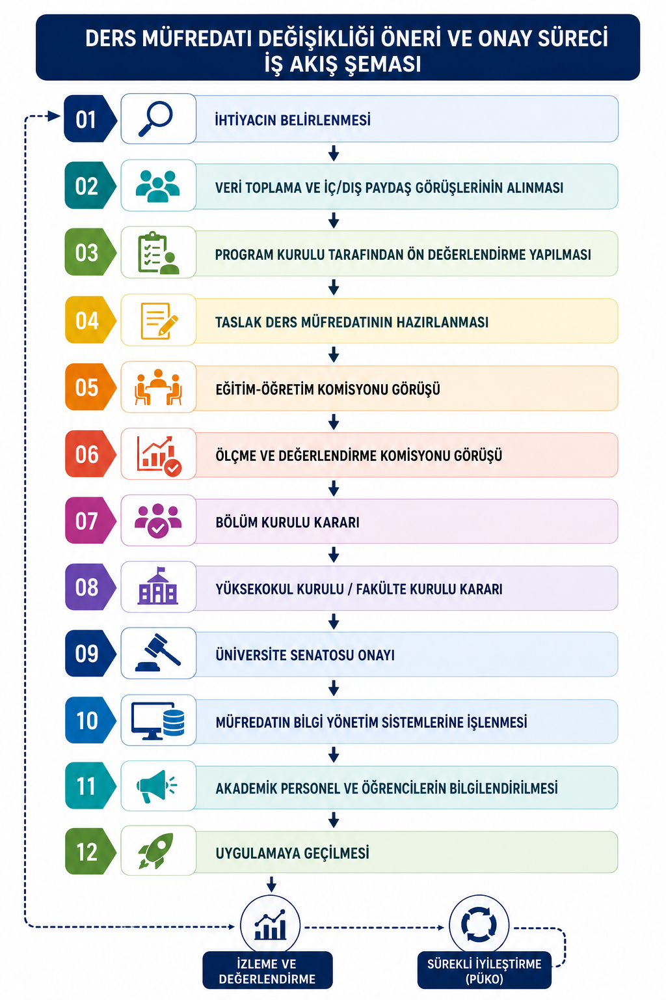 DERS MÜFREDATI DEĞİŞİKLİĞİ ÖNERİ VE ONAY SÜRECİ
İŞ AKIŞ ŞEMASI
01 İHTİYACIN BELİRLENMESİ
02 VERİ TOPLAMA VE İÇ/DIŞ PAYDAŞ GÖRÜŞLERİNİN ALINMASI
03 PROGRAM KURULU TARAFINDAN ÖN DEĞERLENDİRME YAPILMASI
04 TASLAK DERS MÜFREDATININ HAZIRLANMASI
05 EĞİTİM-ÖĞRETİM KOMİSYONU GÖRÜŞÜ
06 ÖLÇME VE DEĞERLENDİRME KOMİSYONU GÖRÜŞÜ
07 BÖLÜM KURULU KARARI
08 YÜKSEKOKUL KURULU / FAKÜLTE KURULU KARARI
09 ÜNİVERSİTE SENATOSU ONAYI
10 MÜFREDATIN BİLGİ YÖNETİM SİSTEMLERİNE İŞLENMESİ
11 AKADEMİK PERSONEL VE ÖĞRENCİLERİN BİLGİLENDİRİLMESİ
12 UYGULAMAYA GEÇİLMESİ
İZLEME VE
DEĞERLENDİRME
SÜREKLİ İYİLEŞTİRME
(PÜKO)